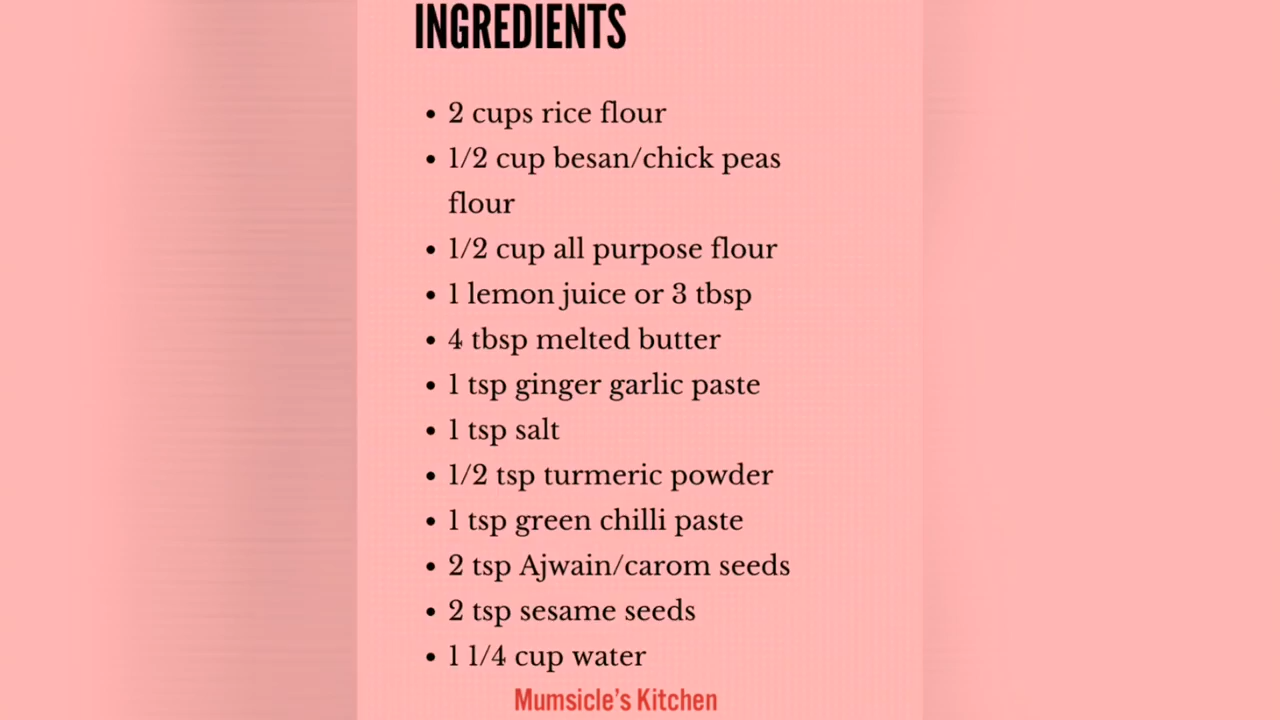 INGREDIENTS
• 2 cups rice flour
• 1/2 cup besan/chick peas
flour
• 1/2 cup all purpose flour
• 1 lemon juice or 3 tbsp
• 4 tbsp melted butter
• 1 tsp ginger garlic paste
• 1 tsp salt
• 1/2 tsp turmeric powder
• 1 tsp green chilli paste
• 2 tsp Ajwain/carom seeds
• 2 tsp sesame seeds
• 1 1/4 cup water
Mumsicle's Kitchen